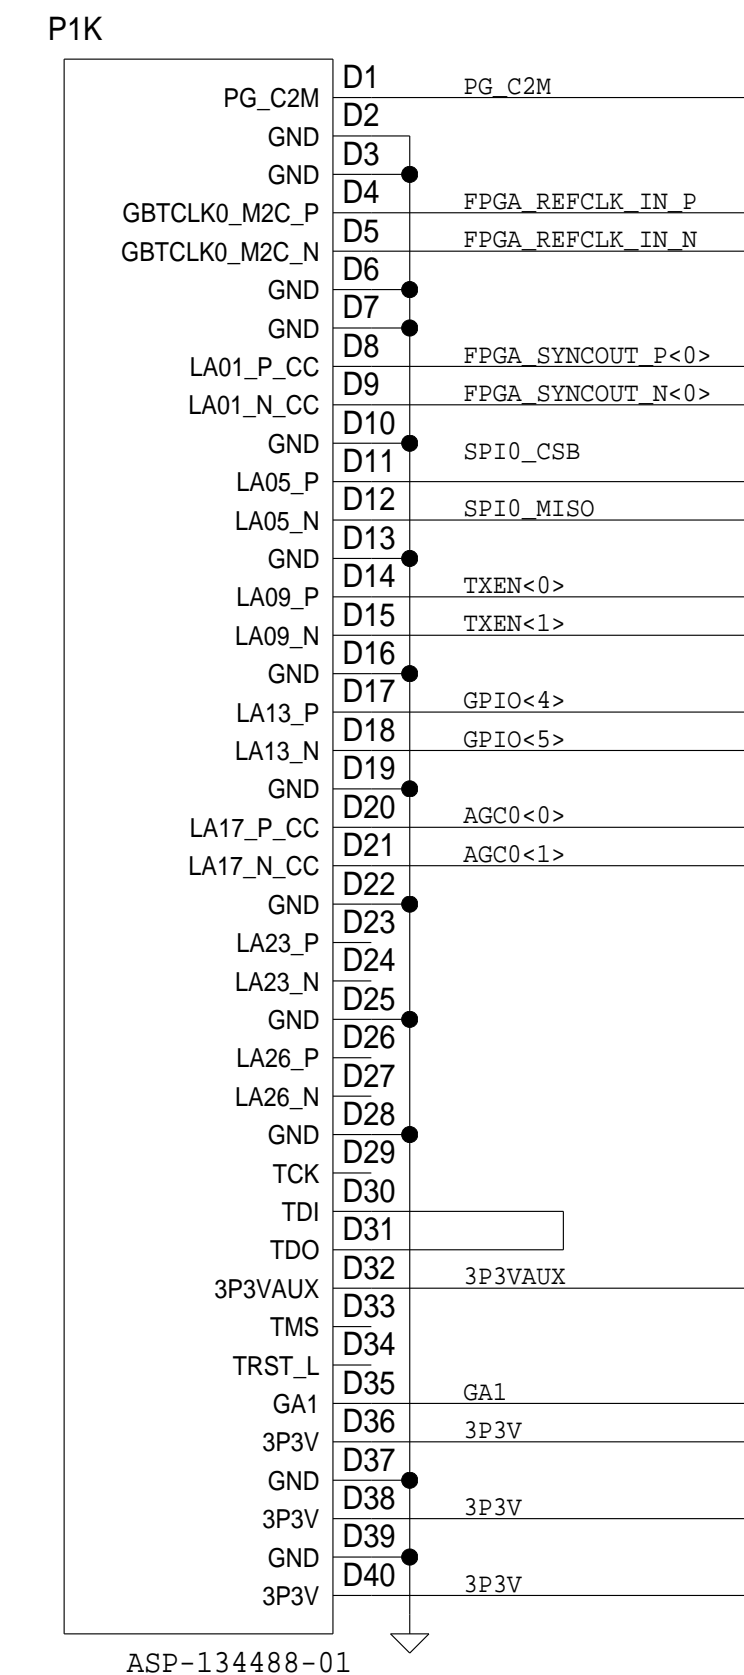 P1K
PG_C2M D1 PG_C2M
GND D2
GND D3
GBTCLK0_M2C_P D4 FPGA_REFCLK_IN_P
GBTCLK0_M2C_N D5 FPGA_REFCLK_IN_N
GND D6
GND D7
LA01_P_CC D8 FPGA_SYNCOUT_P<0>
LA01_N_CC D9 FPGA_SYNCOUT_N<0>
GND D10
LA05_P D11 SPI0_CSB
LA05_N D12 SPI0_MISO
GND D13
LA09_P D14 TXEN<0>
LA09_N D15 TXEN<1>
GND D16
LA13_P D17 GPIO<4>
LA13_N D18 GPIO<5>
GND D19
LA17_P_CC D20 AGC0<0>
LA17_N_CC D21 AGC0<1>
GND D22
LA23_P D23
LA23_N D24
GND D25
LA26_P D26
LA26_N D27
GND D28
TCK D29
TDI D30
TDO D31
3P3VAUX D32 3P3VAUX
TMS D33
TRST_L D34
GA1 D35 GA1
3P3V D36 3P3V
GND D37
3P3V D38 3P3V
GND D39
3P3V D40 3P3V
ASP-134488-01